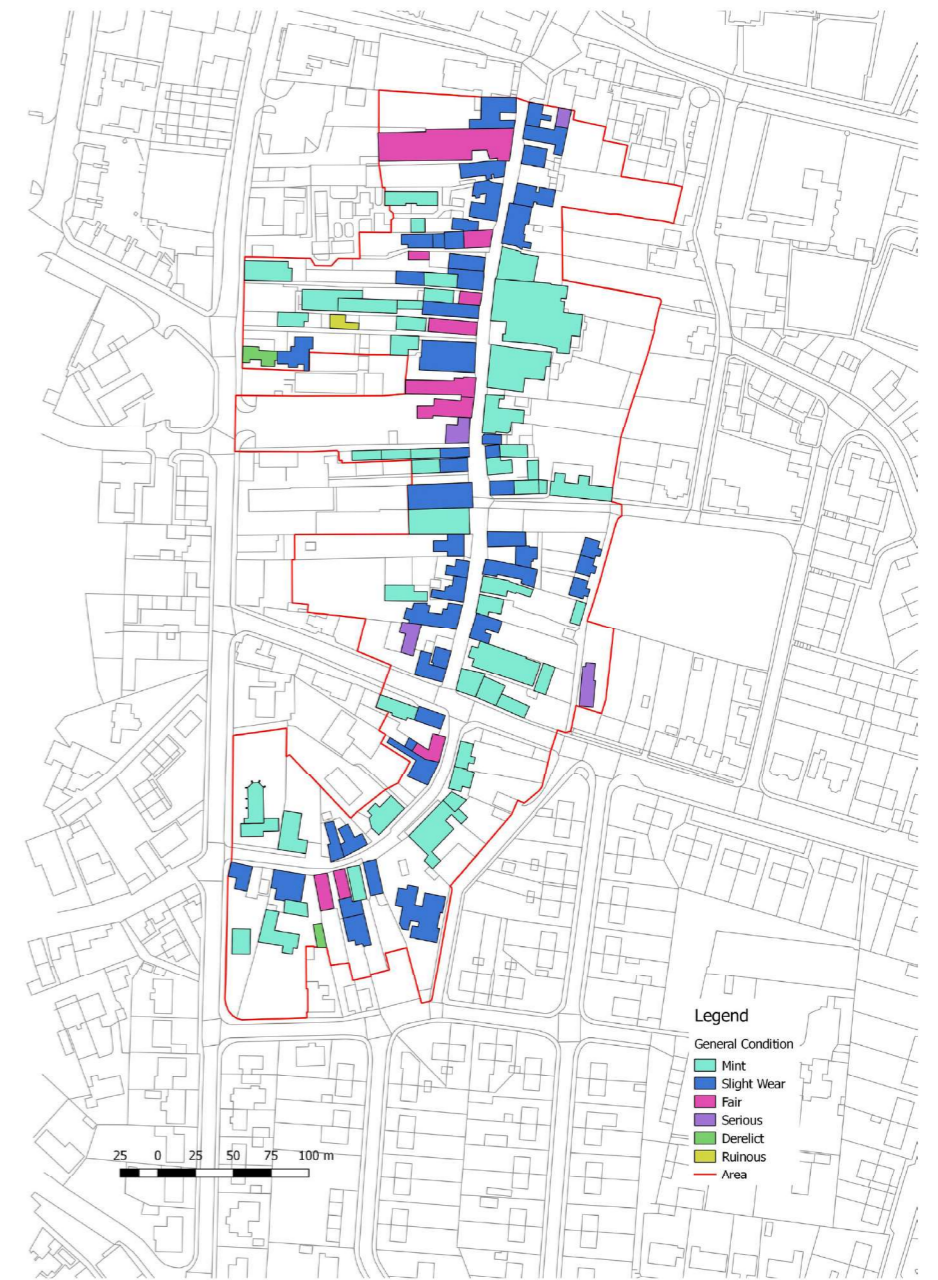 Legend
General Condition
Mint
Slight Wear
Fair
Serious
Derelict
Ruinous
Area
25 0 25 50 75 100 m